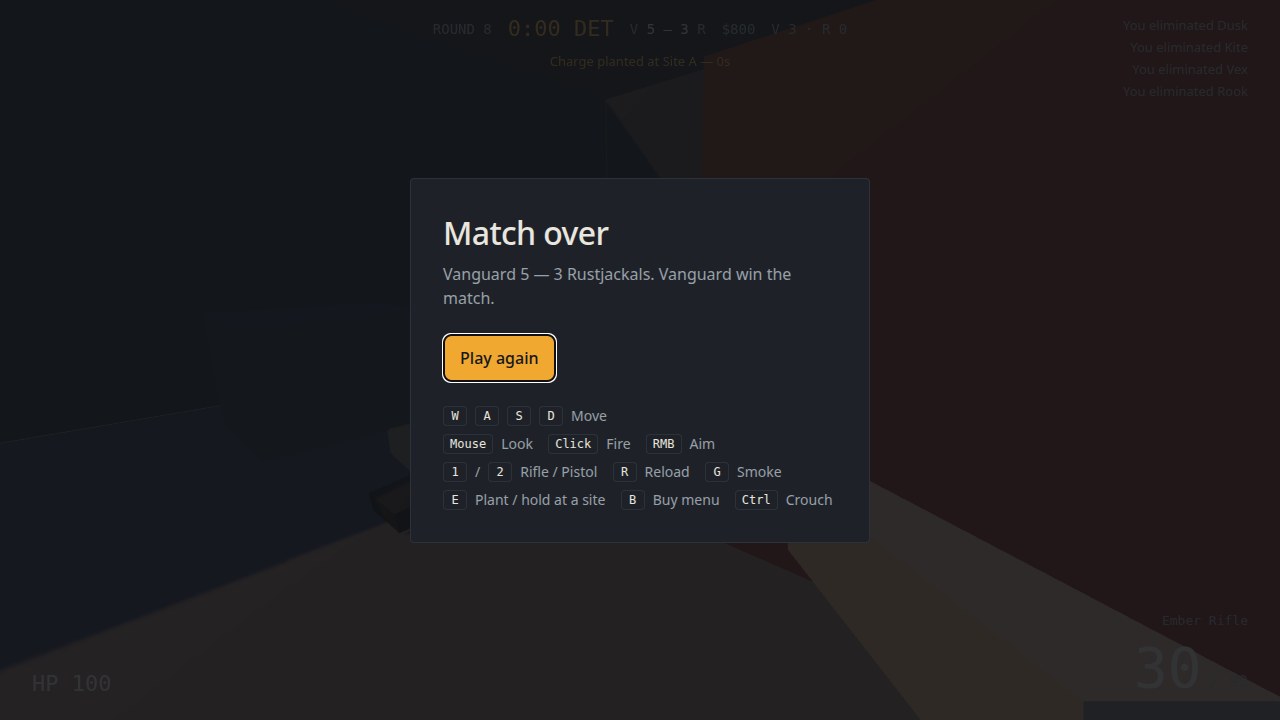 ROUND 8 0:00 DET V 5 — 3 R $800 V 3 · R 0
Charge planted at Site A — 0s
You eliminated Dusk
You eliminated Kite
You eliminated Vex
You eliminated Rook
Match over
Vanguard 5 — 3 Rustjackals. Vanguard win the
match.
Play again
W A S D Move
Mouse Look Click Fire RMB Aim
1 / 2 Rifle / Pistol R Reload G Smoke
E Plant / hold at a site B Buy menu Ctrl Crouch
Ember Rifle
30
HP 100